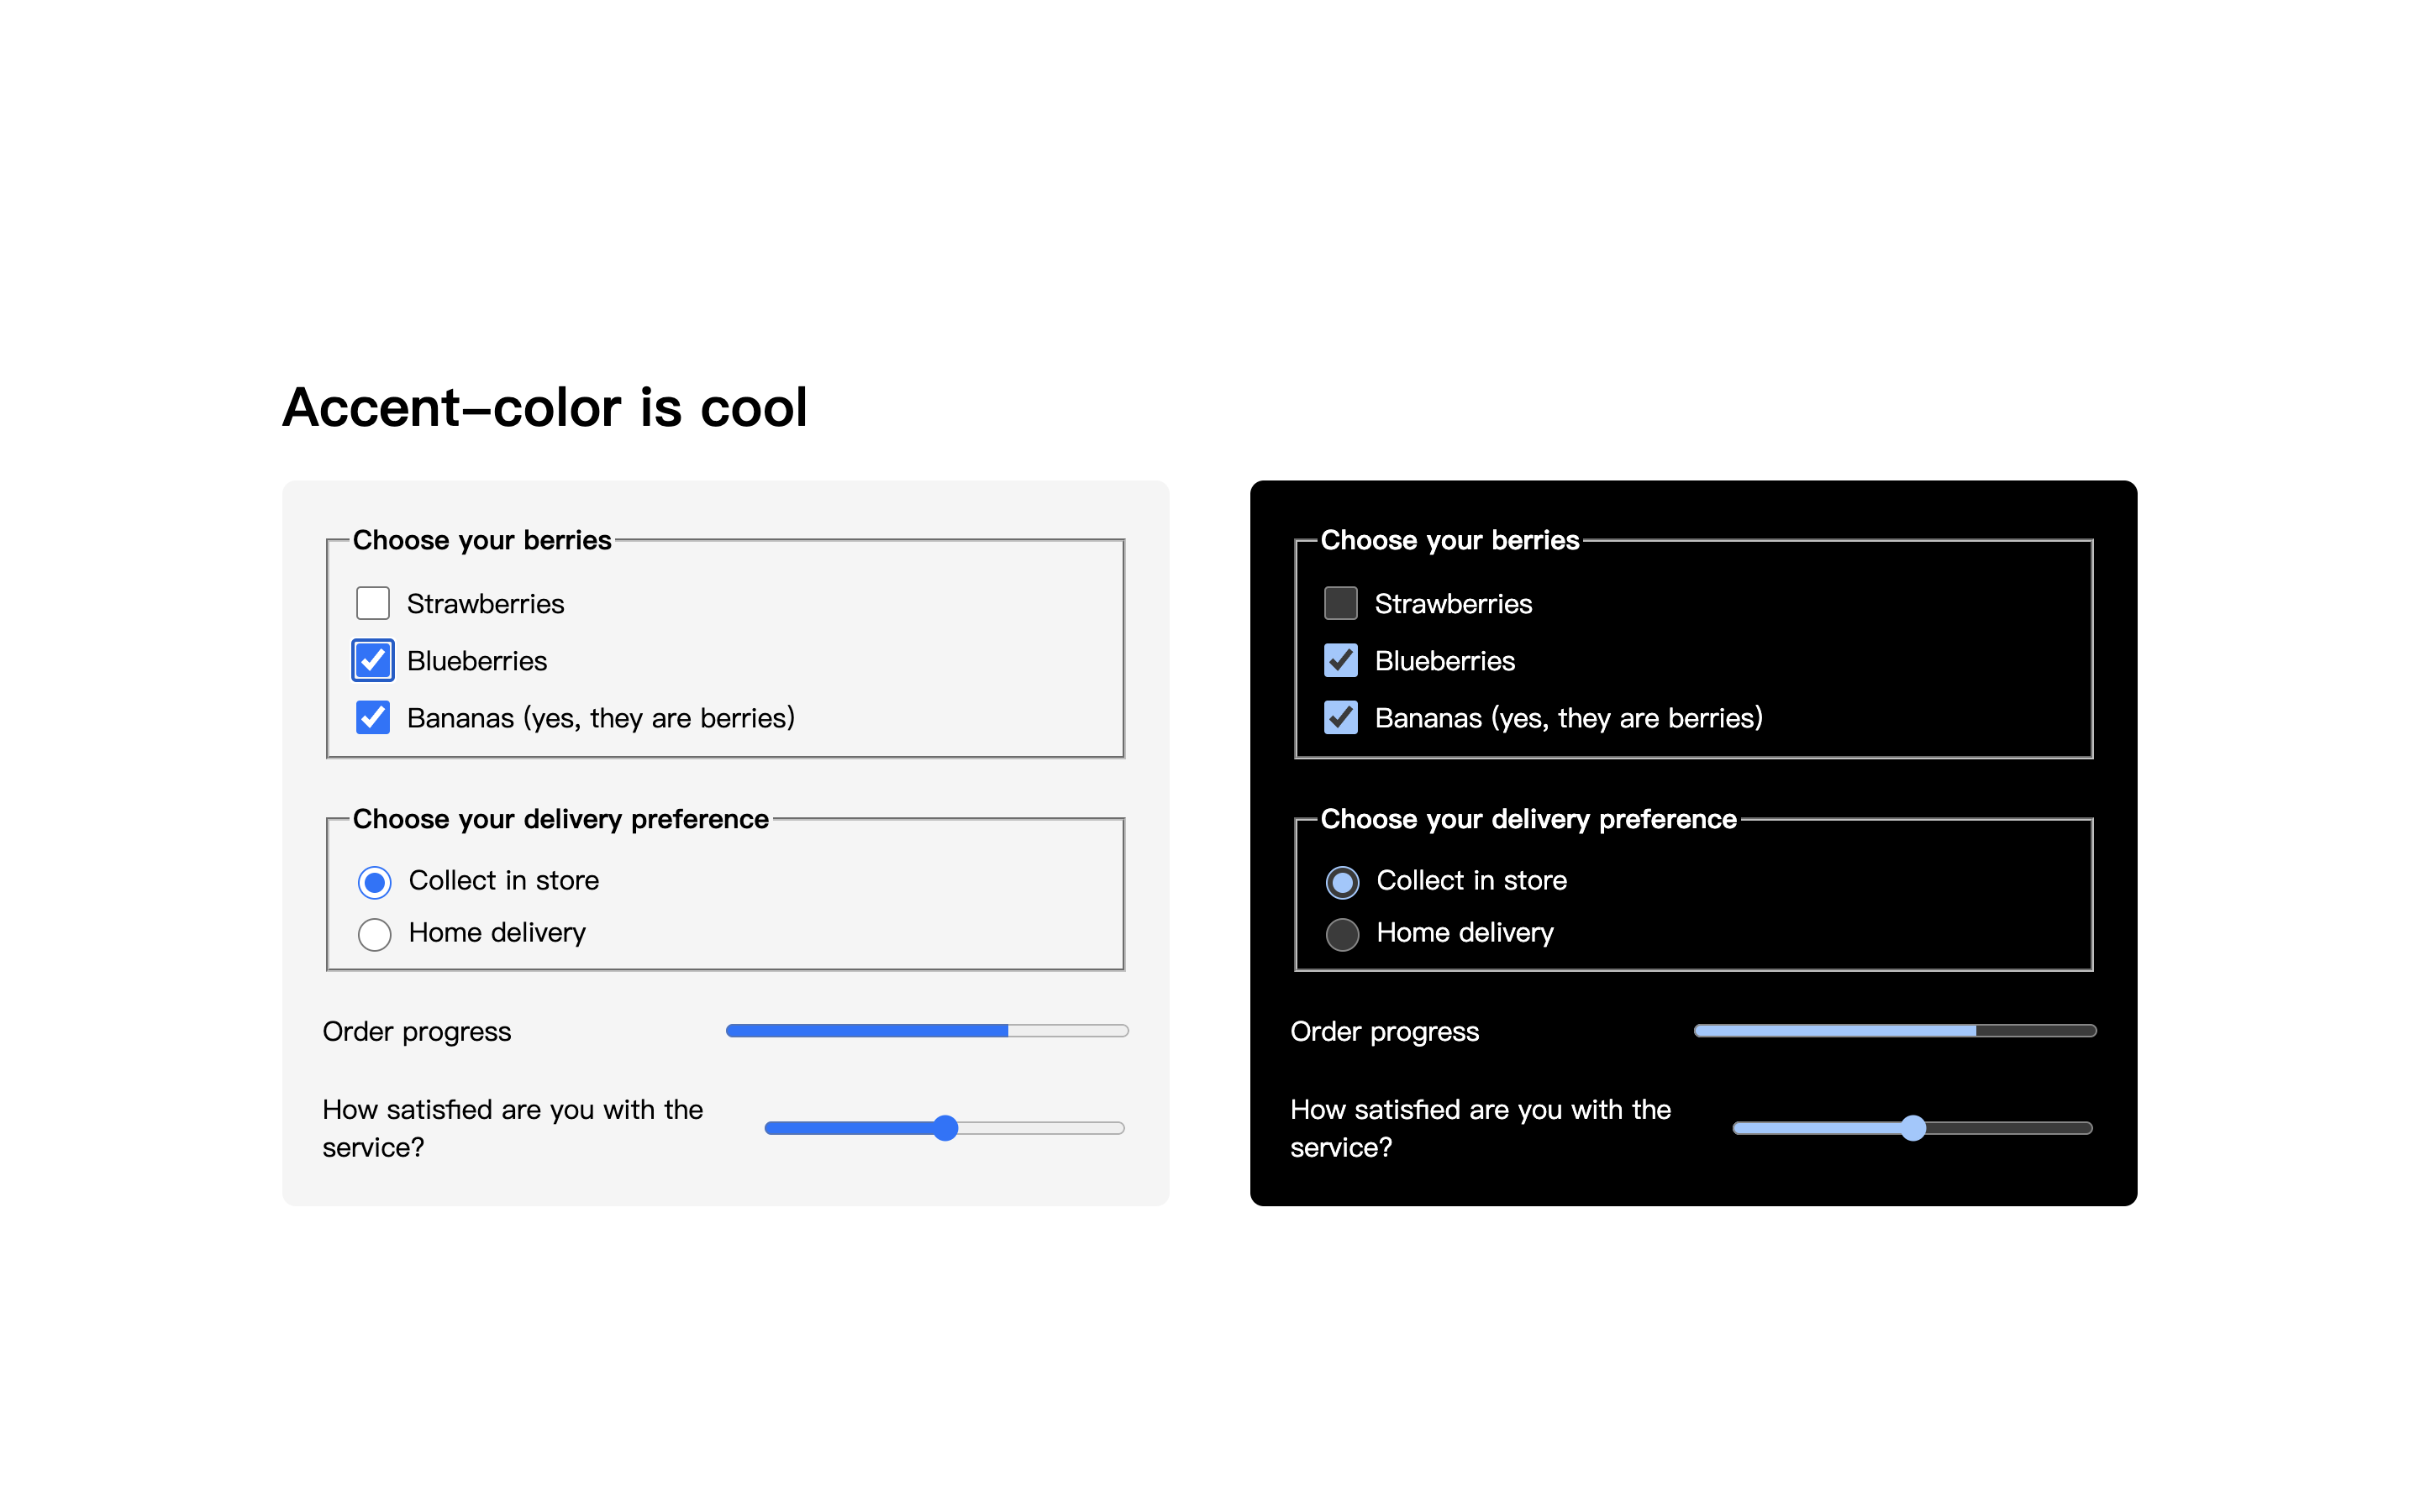 Accent-color is cool
Choose your berries
Strawberries
Blueberries
Bananas (yes, they are berries)
Choose your delivery preference
Collect in store
Home delivery
Order progress
How satisfied are you with the
service?
Choose your berries
Strawberries
Blueberries
Bananas (yes, they are berries)
Choose your delivery preference
Collect in store
Home delivery
Order progress
How satisfied are you with the
service?